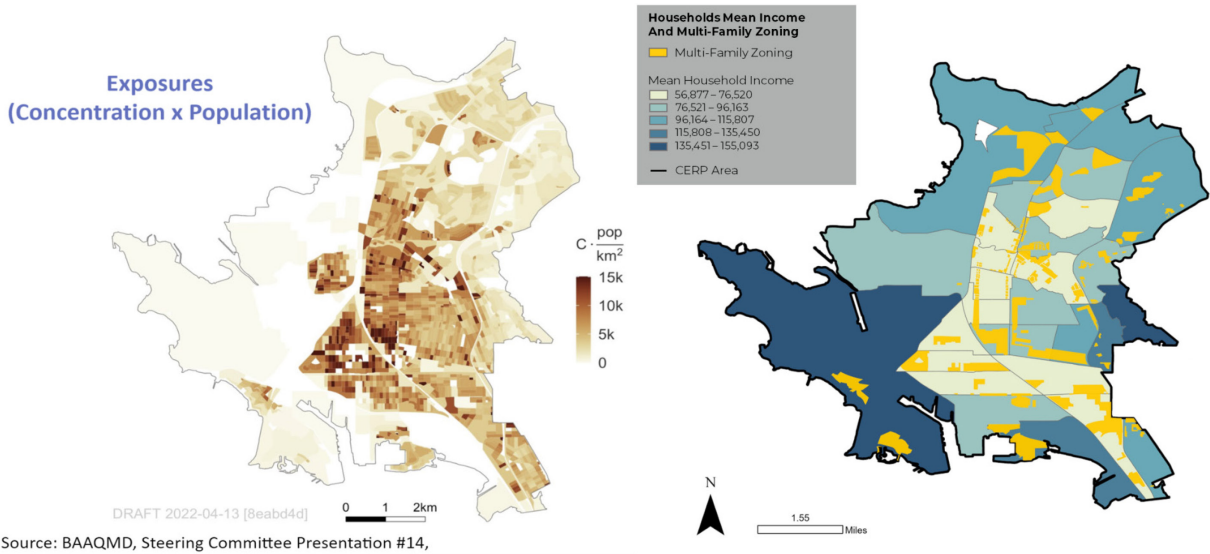 Exposures
(Concentration x Population)
C · pop
km²
15k
10k
5k
0
0 1 2km
DRAFT 2022-04-13 [8eabd4d]
Source: BAAQMD, Steering Committee Presentation #14,
Households Mean Income
And Multi-Family Zoning
Multi-Family Zoning
Mean Household Income
56,877 – 76,520
76,521 – 96,163
96,164 – 115,807
115,808 – 135,450
135,451 – 155,093
CERP Area
N
1.55
Miles